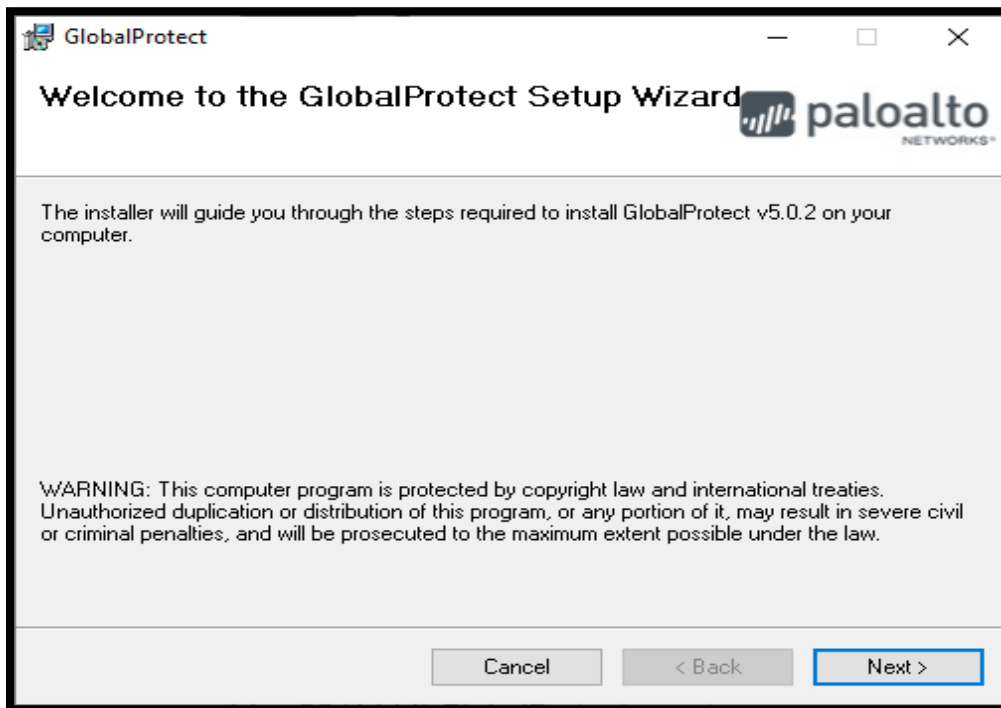 GlobalProtect
Welcome to the GlobalProtect Setup Wizard
paloalto
NETWORKS®
The installer will guide you through the steps required to install GlobalProtect v5.0.2 on your
computer.
WARNING: This computer program is protected by copyright law and international treaties.
Unauthorized duplication or distribution of this program, or any portion of it, may result in severe civil
or criminal penalties, and will be prosecuted to the maximum extent possible under the law.
Cancel < Back Next >